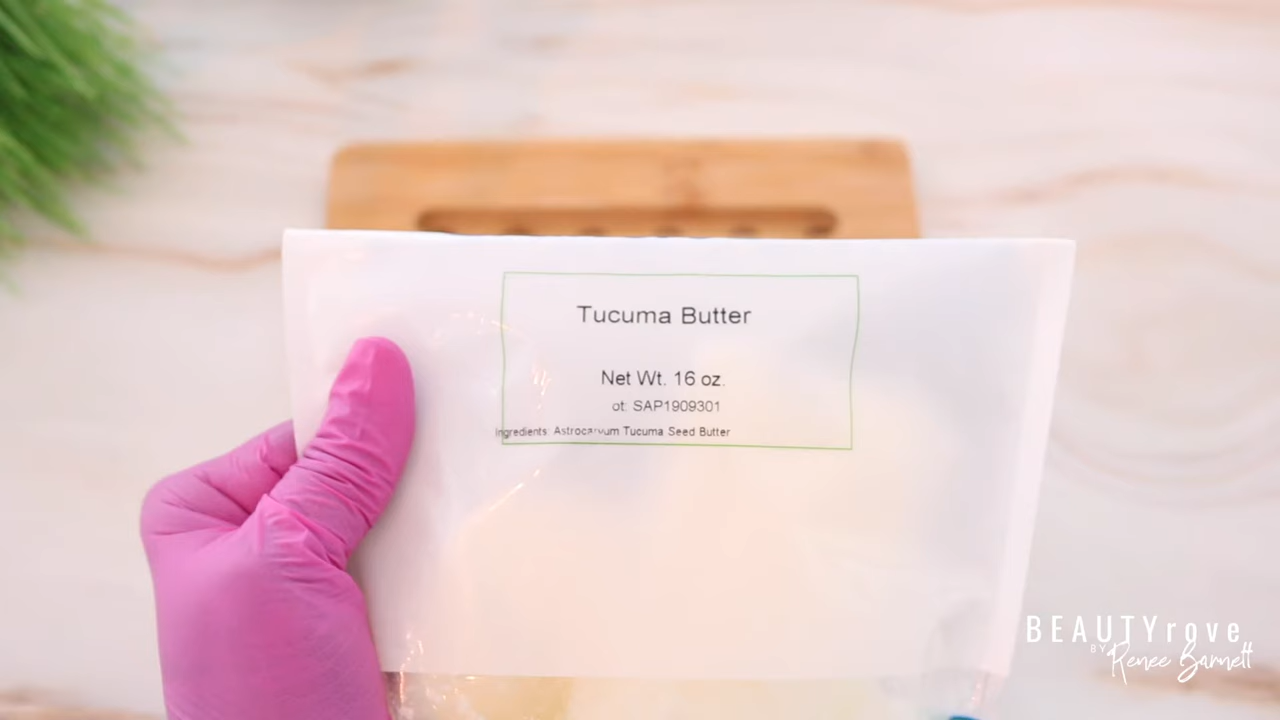 Tucuma Butter
Net Wt. 16 oz.
ot: SAP1909301
Ingredients: Astrocaryum Tucuma Seed Butter
BEAUTYrove
BY Renee Barnett